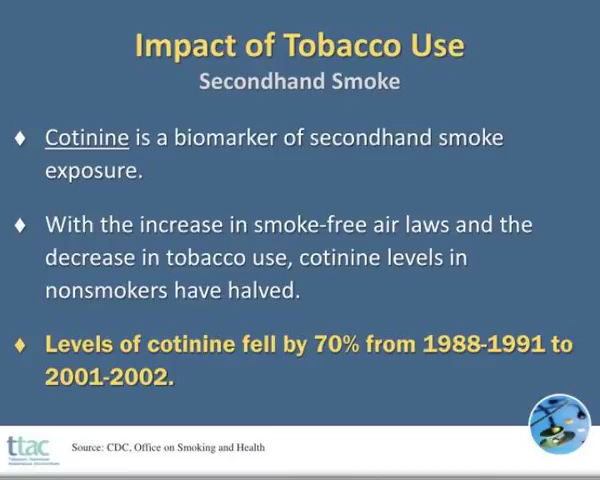 Impact of Tobacco Use
Secondhand Smoke
Cotinine is a biomarker of secondhand smoke
exposure.
With the increase in smoke-free air laws and the
decrease in tobacco use, cotinine levels in
nonsmokers have halved.
Levels of cotinine fell by 70% from 1988-1991 to
2001-2002.
ttac
Source: CDC, Office on Smoking and Health